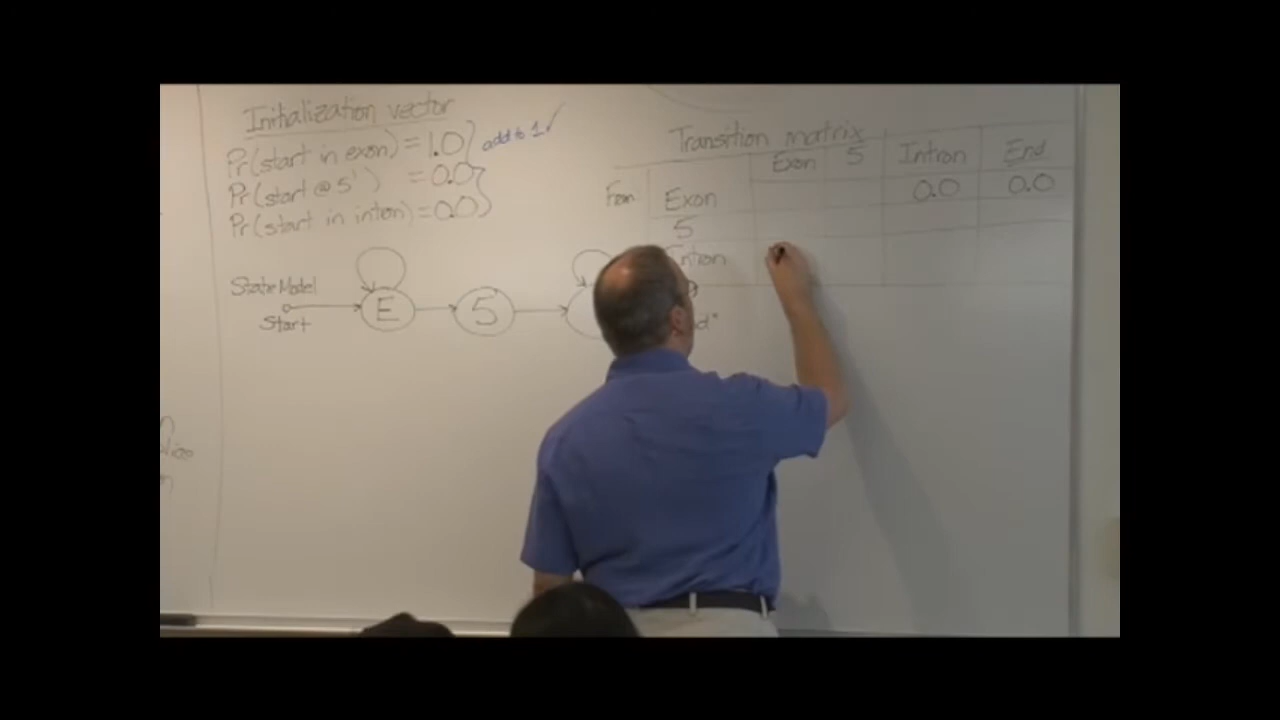 Initialization vector
Pr(start in exon) = 1.0
add to 1 ✓
Pr(start @ 5') = 0.0
Pr(start in intron) = 0.0
State Model
Start
E
5
Transition matrix
Exon 5 Intron End
From Exon 0.0 0.0
5
Intron